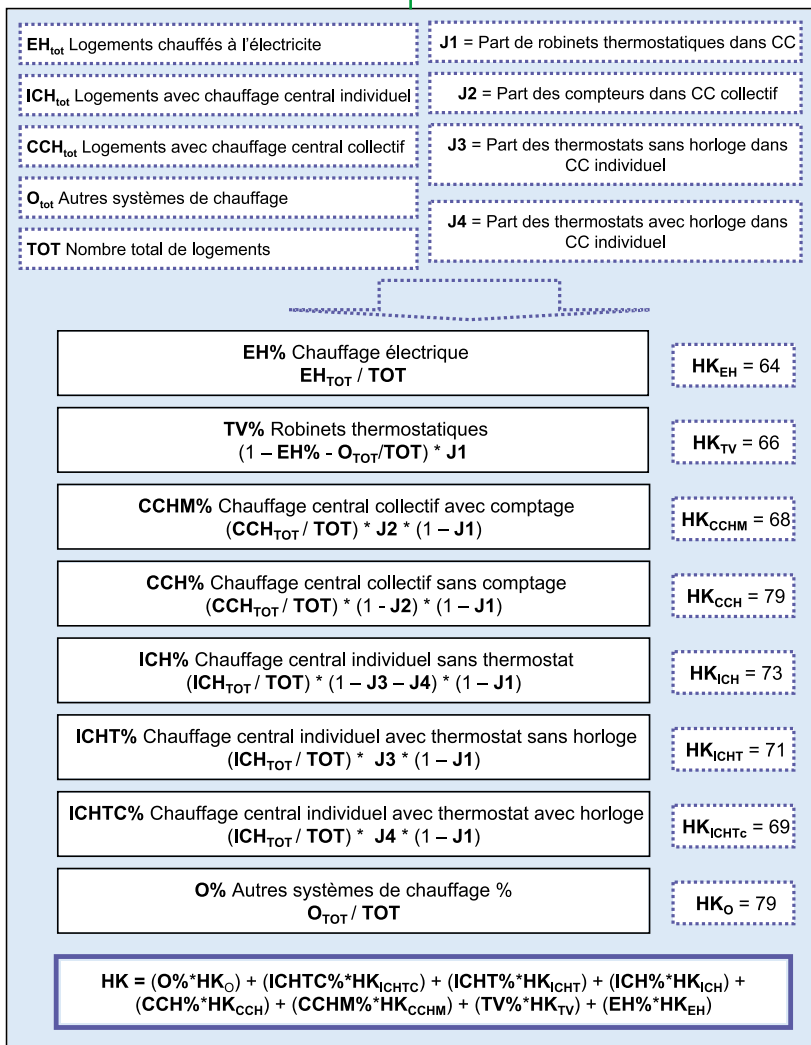 EHtot Logements chauffés à l'électricite
ICHtot Logements avec chauffage central individuel
CCHtot Logements avec chauffage central collectif
Otot Autres systèmes de chauffage
TOT Nombre total de logements
J1 = Part de robinets thermostatiques dans CC
J2 = Part des compteurs dans CC collectif
J3 = Part des thermostats sans horloge dans
CC individuel
J4 = Part des thermostats avec horloge dans
CC individuel
EH% Chauffage électrique
EHTOT / TOT
HKEH = 64
TV% Robinets thermostatiques
(1 – EH% - OTOT/TOT) * J1
HKTV = 66
CCHM% Chauffage central collectif avec comptage
(CCHTOT / TOT) * J2 * (1 – J1)
HKCCHM = 68
CCH% Chauffage central collectif sans comptage
(CCHTOT / TOT) * (1 - J2) * (1 – J1)
HKCCH = 79
ICH% Chauffage central individuel sans thermostat
(ICHTOT / TOT) * (1 – J3 – J4) * (1 – J1)
HKICH = 73
ICHT% Chauffage central individuel avec thermostat sans horloge
(ICHTOT / TOT) * J3 * (1 – J1)
HKICHT = 71
ICHTC% Chauffage central individuel avec thermostat avec horloge
(ICHTOT / TOT) * J4 * (1 – J1)
HKICHTc = 69
O% Autres systèmes de chauffage %
OTOT / TOT
HKO = 79
HK = (O%*HKO) + (ICHTC%*HKICHTC) + (ICHT%*HKICHT) + (ICH%*HKICH) +
(CCH%*HKCCH) + (CCHM%*HKCCHM) + (TV%*HKTV) + (EH%*HKEH)